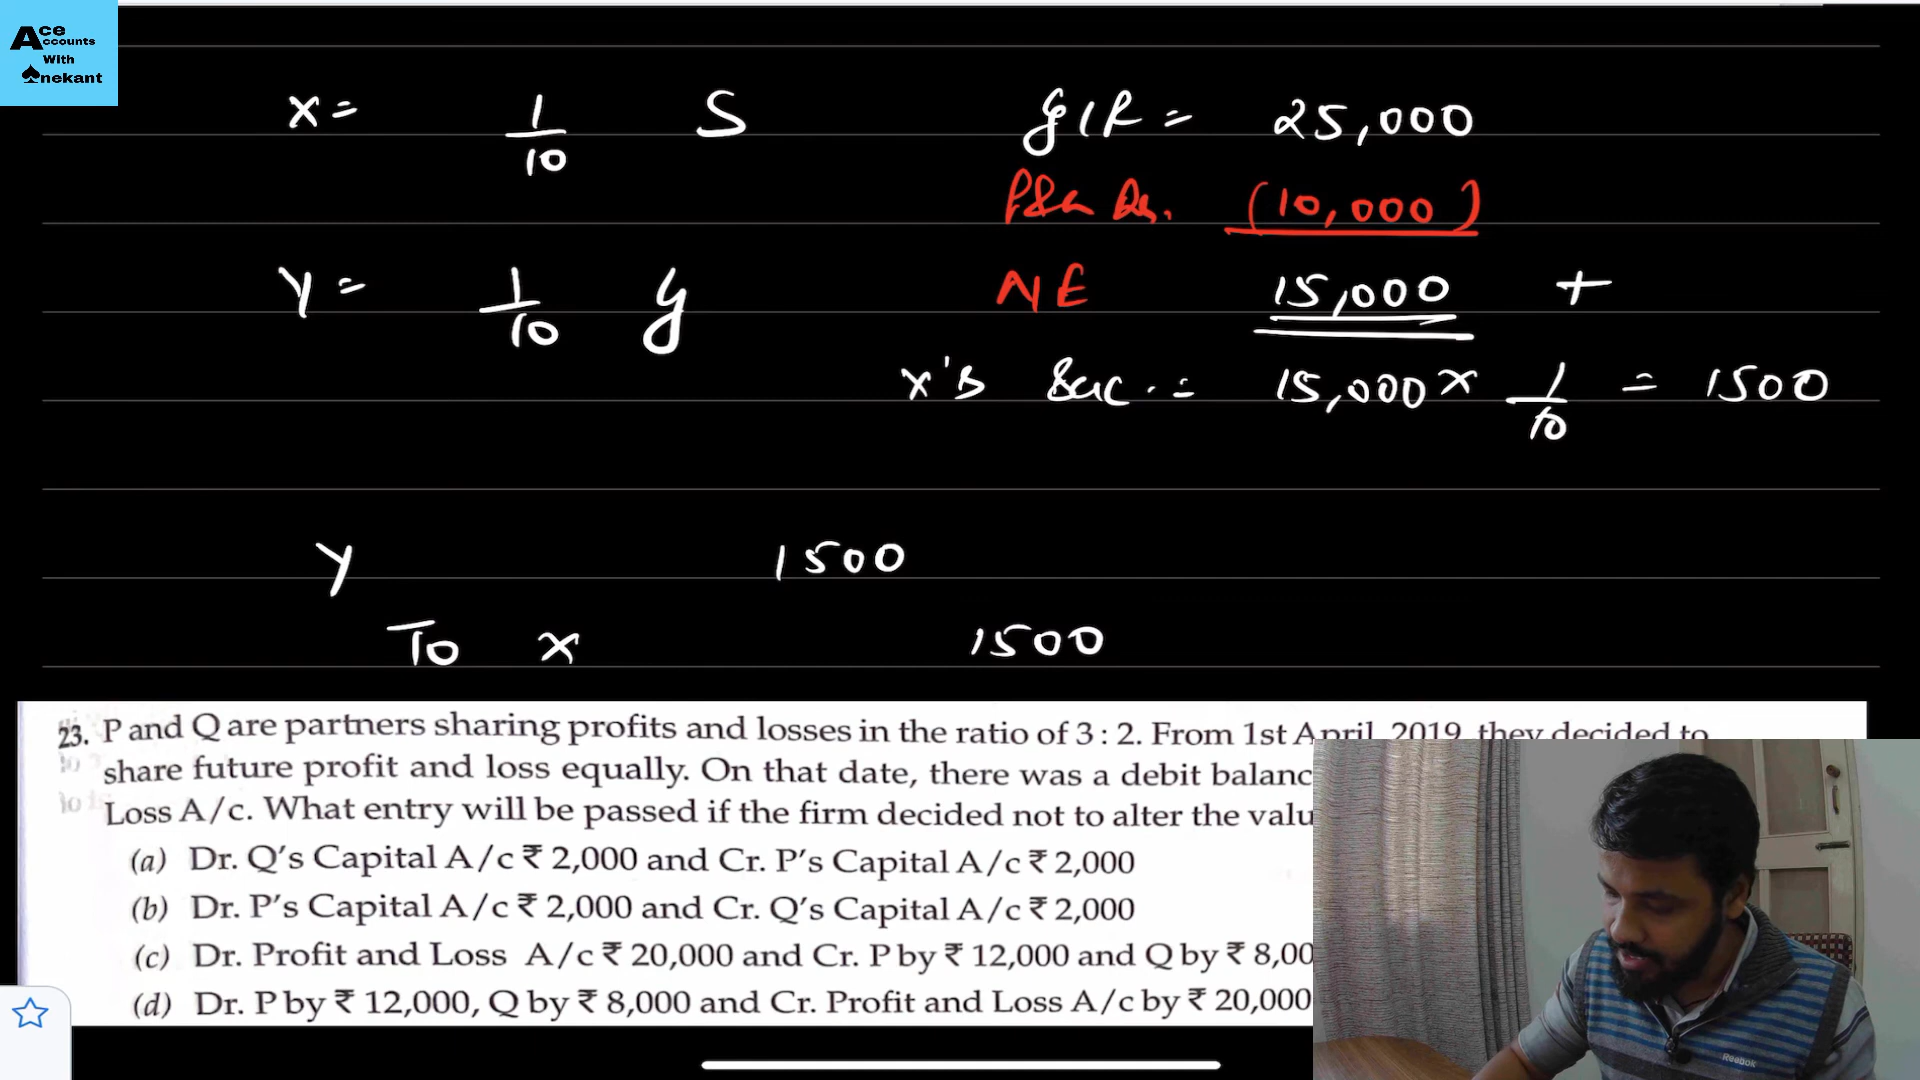 Ace
Accounts
With
Anekant
X = 1/10 S
G/R = 25,000
P&L Dr. (10,000)
Y = 1/10 G
NE 15,000 +
X's Sac. = 15,000 × 1/10 = 1500
Y 1500
To X 1500
23. P and Q are partners sharing profits and losses in the ratio of 3 : 2. From 1st April, 2019, they decided to
share future profit and loss equally. On that date, there was a debit balanc
Loss A/c. What entry will be passed if the firm decided not to alter the valu
(a) Dr. Q's Capital A/c ₹ 2,000 and Cr. P's Capital A/c ₹ 2,000
(b) Dr. P's Capital A/c ₹ 2,000 and Cr. Q's Capital A/c ₹ 2,000
(c) Dr. Profit and Loss A/c ₹ 20,000 and Cr. P by ₹ 12,000 and Q by ₹ 8,00
(d) Dr. P by ₹ 12,000, Q by ₹ 8,000 and Cr. Profit and Loss A/c by ₹ 20,000
Reebok